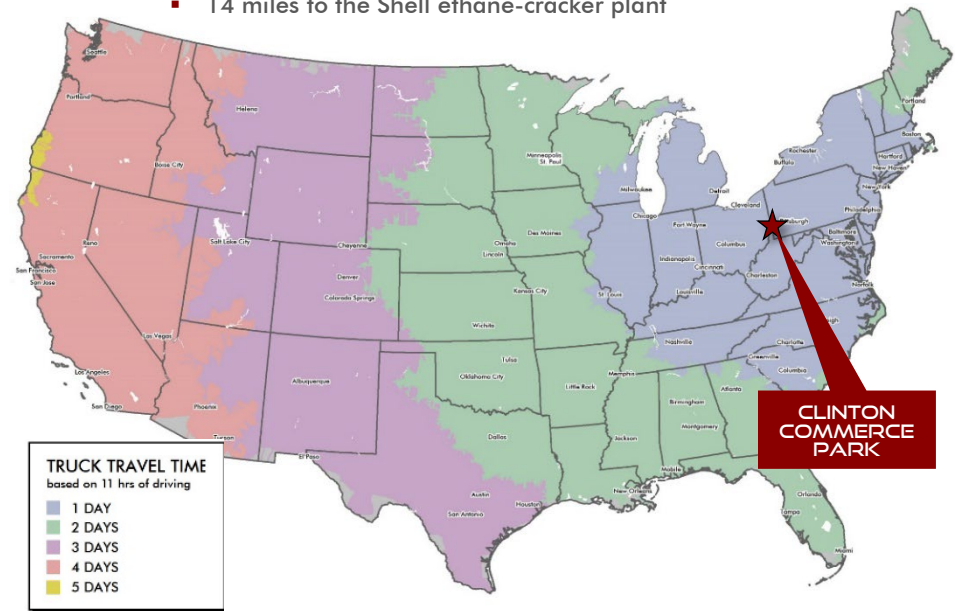 14 miles to the Shell ethane-cracker plant
Seattle
Portland
Helena
Boise City
Minneapolis
St. Paul
Portland
Rochester
Buffalo
Boston
Hartford
New Haven
New York
Milwaukee
Detroit
Cleveland
Philadelphia
Chicago
Fort Wayne
Reno
Salt Lake City
Cheyenne
Omaha
Lincoln
Des Moines
Columbus
Baltimore
Washington
Sacramento
San Francisco
San Jose
Denver
Colorado Springs
Kansas City
St. Louis
Indianapolis
Cincinnati
Louisville
Charleston
Norfolk
Las Vegas
Wichita
Nashville
Charlotte
Greenville
Columbia
Los Angeles
San Diego
Phoenix
Tucson
Albuquerque
Tulsa
Oklahoma City
Little Rock
Memphis
Atlanta
Birmingham
Montgomery
CLINTON
COMMERCE
PARK
El Paso
Dallas
Jackson
Mobile
New Orleans
Austin
San Antonio
Houston
Orlando
Tampa
Miami
TRUCK TRAVEL TIME
based on 11 hrs of driving
1 DAY
2 DAYS
3 DAYS
4 DAYS
5 DAYS